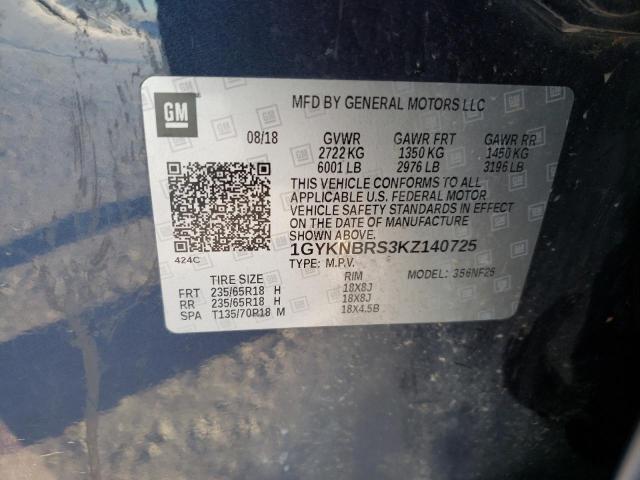 GM
MFD BY GENERAL MOTORS LLC
08/18 GVWR GAWR FRT GAWR RR
2722 KG 1350 KG 1450 KG
6001 LB 2976 LB 3196 LB
THIS VEHICLE CONFORMS TO ALL
APPLICABLE U.S. FEDERAL MOTOR
VEHICLE SAFETY STANDARDS IN EFFECT
ON THE DATE OF MANUFACTURE
SHOWN ABOVE.
424C
1GYKNBRS3KZ140725
TYPE: M.P.V. MODEL: 356NF26
TIRE SIZE RIM
FRT 235/65R18 H 18X8J
RR 235/65R18 H 18X8J
SPA T135/70R18 M 18X4.5B